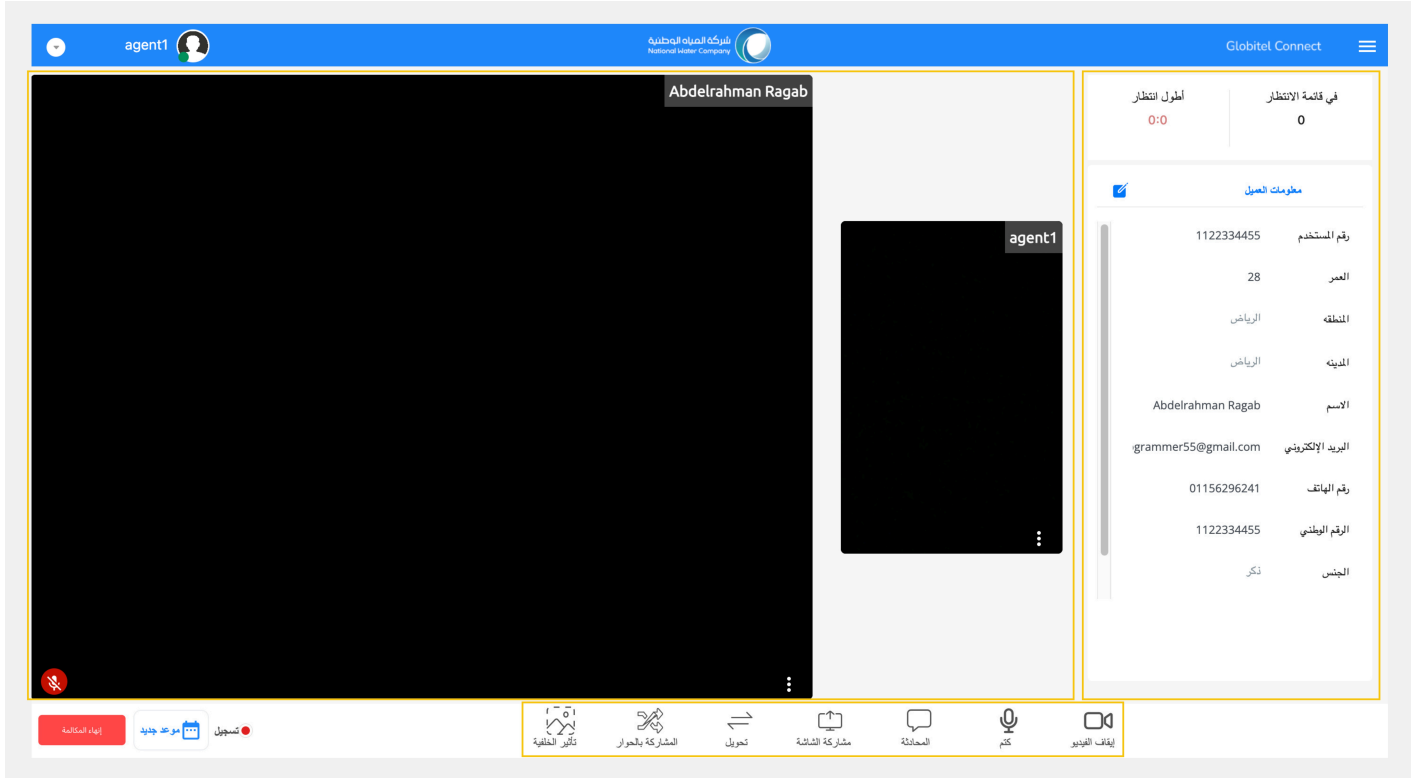 Globitel Connect
شركة المياه الوطنية
National Water Company
agent1
في قائمة الانتظار
0
أطول انتظار
0:0
معلومات العميل
رقم المستخدم 1122334455
العمر 28
المنطقه الرياض
المدينه الرياض
الاسم Abdelrahman Ragab
البريد الإلكتروني grammer55@gmail.com
رقم الهاتف 01156296241
الرقم الوطني 1122334455
الجنس ذكر
agent1
Abdelrahman Ragab
إيقاف الفيديو
كتم
المحادثة
مشاركة الشاشة
تحويل
المشاركة بالحوار
تأثير الخلفية
تسجيل
موعد جديد
إنهاء المكالمة